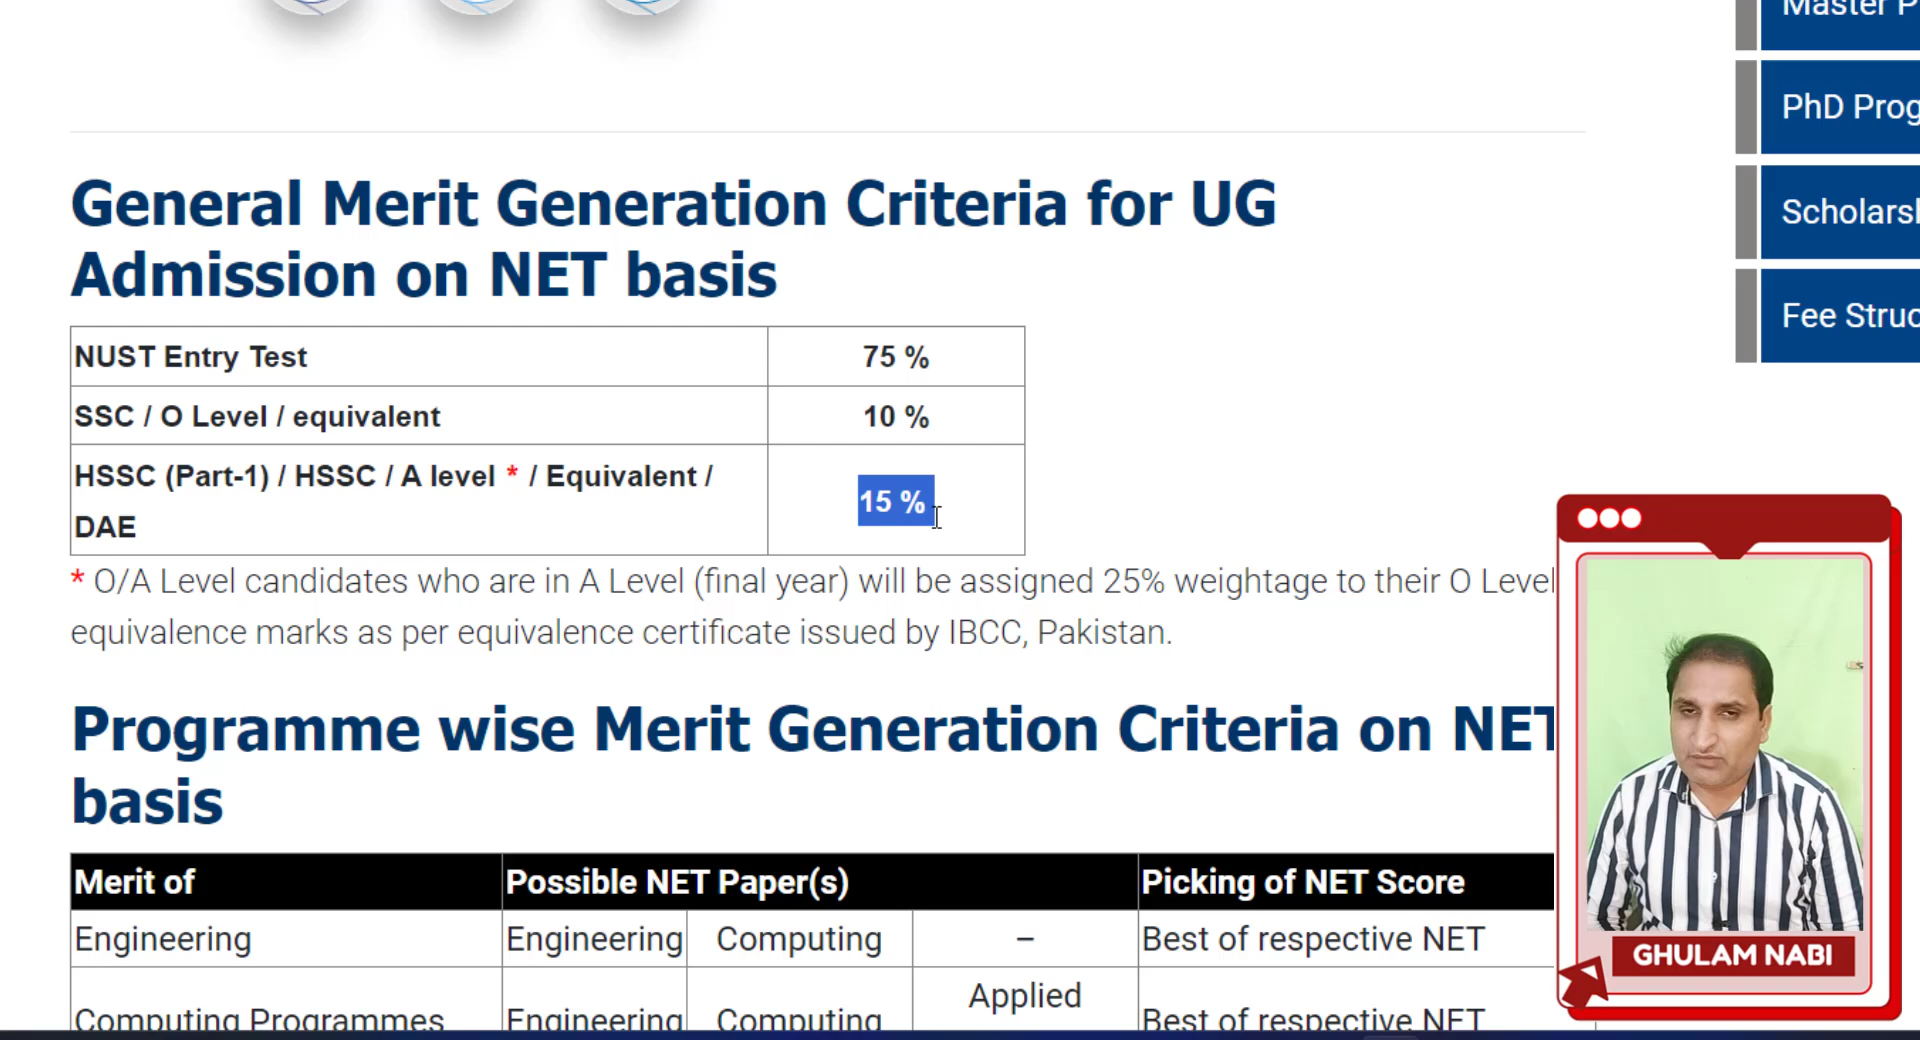 Master P
PhD Prog
Scholarsh
Fee Struc
General Merit Generation Criteria for UG
Admission on NET basis
NUST Entry Test 75 %
SSC / O Level / equivalent 10 %
HSSC (Part-1) / HSSC / A level * / Equivalent /
DAE 15 %
* O/A Level candidates who are in A Level (final year) will be assigned 25% weightage to their O Level
equivalence marks as per equivalence certificate issued by IBCC, Pakistan.
Programme wise Merit Generation Criteria on NET
basis
Merit of Possible NET Paper(s) Picking of NET Score
Engineering Engineering Computing – Best of respective NET
Applied
Computing Programmes Engineering Computing Best of respective NET
GHULAM NABI